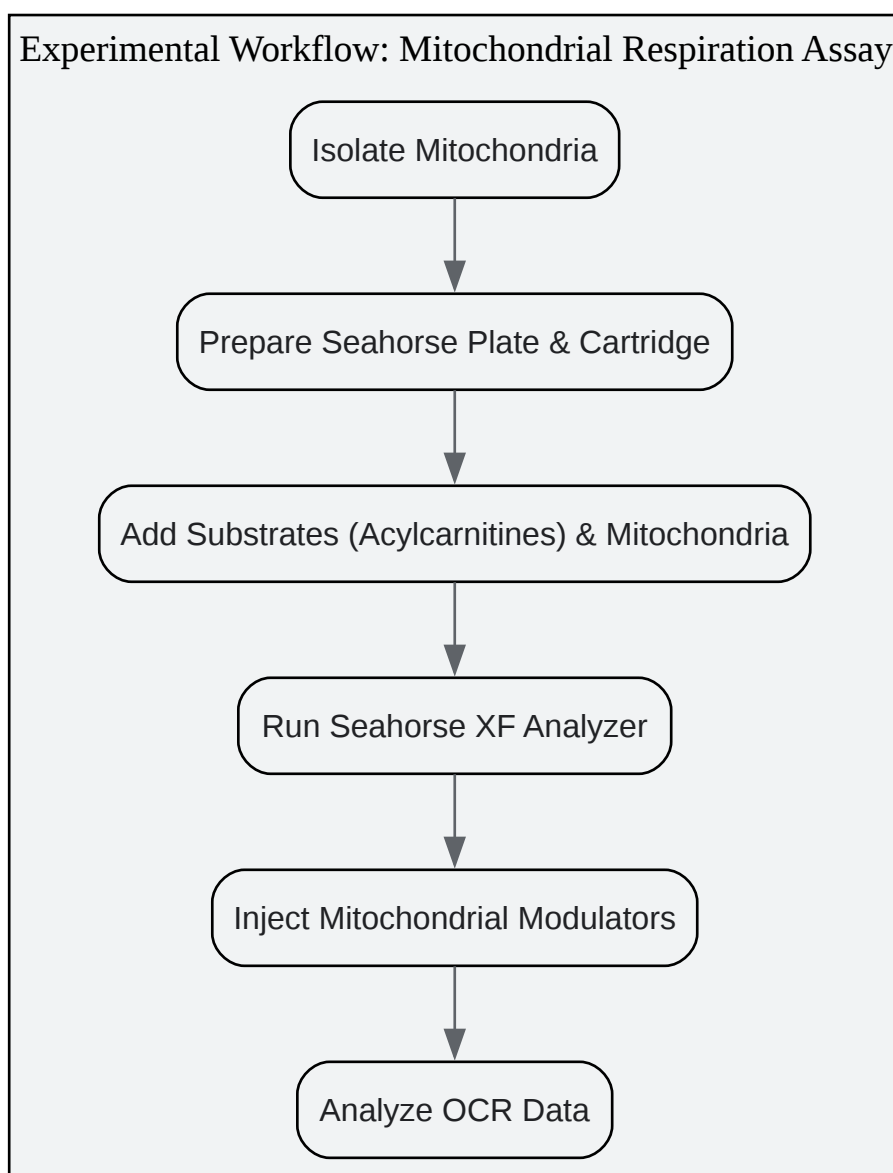 Experimental Workflow: Mitochondrial Respiration Assay
Isolate Mitochondria
Prepare Seahorse Plate & Cartridge
Add Substrates (Acylcarnitines) & Mitochondria
Run Seahorse XF Analyzer
Inject Mitochondrial Modulators
Analyze OCR Data